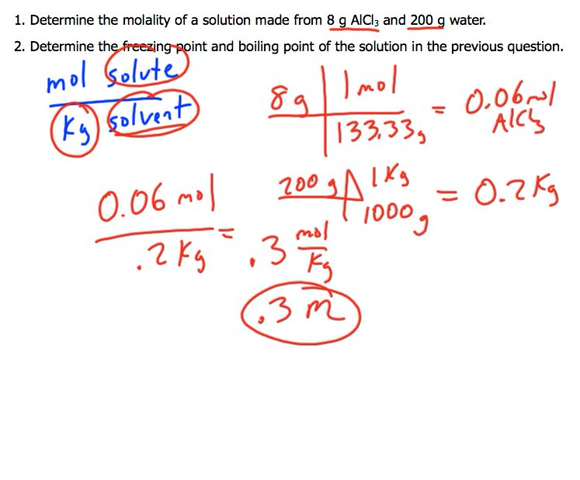 1. Determine the molality of a solution made from 8 g AlCl₃ and 200 g water.
2. Determine the freezing point and boiling point of the solution in the previous question.
mol solute
Kg solvent
8g 1 mol = 0.06 mol
133.33g AlCl₃
200 g 1 Kg = 0.2 Kg
1000 g
0.06 mol = .3 mol
.2 Kg Kg
.3 m